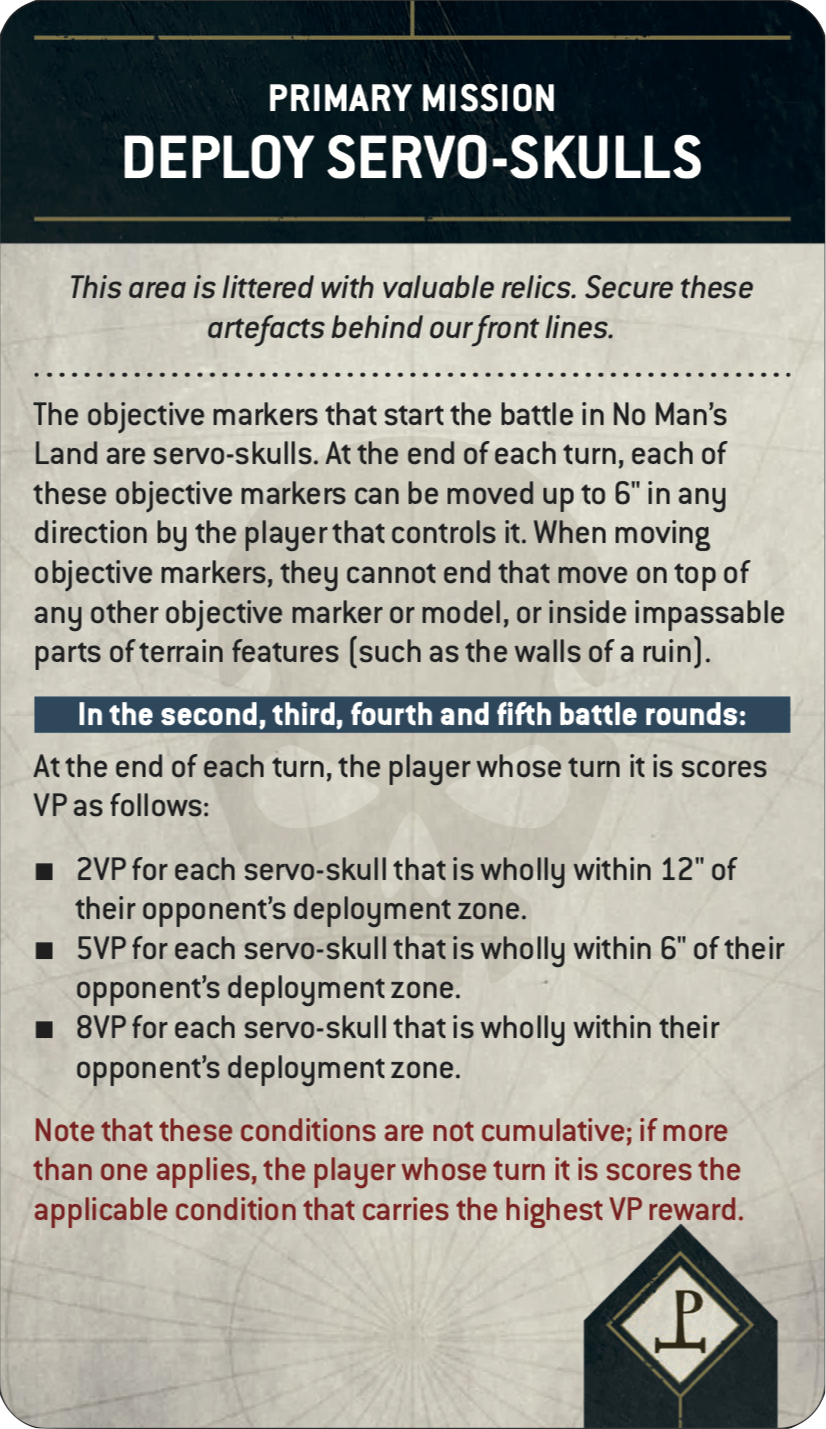 PRIMARY MISSION
DEPLOY SERVO-SKULLS
This area is littered with valuable relics. Secure these
artefacts behind our front lines.
The objective markers that start the battle in No Man’s
Land are servo-skulls. At the end of each turn, each of
these objective markers can be moved up to 6" in any
direction by the player that controls it. When moving
objective markers, they cannot end that move on top of
any other objective marker or model, or inside impassable
parts of terrain features (such as the walls of a ruin).
In the second, third, fourth and fifth battle rounds:
At the end of each turn, the player whose turn it is scores
VP as follows:
■ 2VP for each servo-skull that is wholly within 12" of
their opponent’s deployment zone.
■ 5VP for each servo-skull that is wholly within 6" of their
opponent’s deployment zone.
■ 8VP for each servo-skull that is wholly within their
opponent’s deployment zone.
Note that these conditions are not cumulative; if more
than one applies, the player whose turn it is scores the
applicable condition that carries the highest VP reward.
P